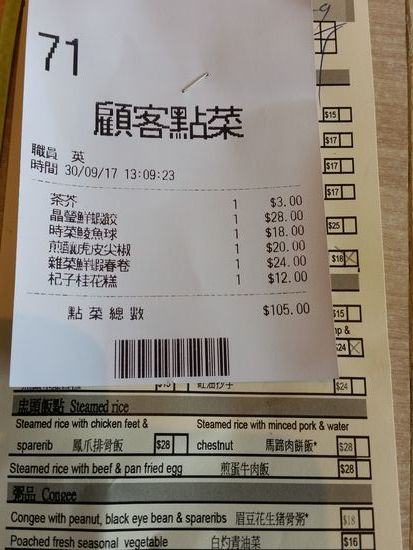 71
顧客點菜
職員 英
時間 30/09/17 13:09:23
茶芥 1 $3.00
晶瑩鮮蝦餃 1 $28.00
時菜鯪魚球 1 $18.00
煎釀虎皮尖椒 1 $20.00
雜菜鮮蝦春卷 1 $24.00
杞子桂花糕 1 $12.00
點菜總數 $105.00
$15
$17
$17
$17
$25
$18
$15
$24
$24
Steamed rice
Steamed rice with chicken feet & sparerib 鳳爪排骨飯 $28
Steamed rice with minced pork & water chestnut 馬蹄肉餅飯* $28
Steamed rice with beef & pan fried egg 煎蛋牛肉飯 $28
粥品 Congee
Congee with peanut, black eye bean & spareribs 眉豆花生豬骨粥* $18
Poached fresh seasonal vegetable 白灼青油菜 $16